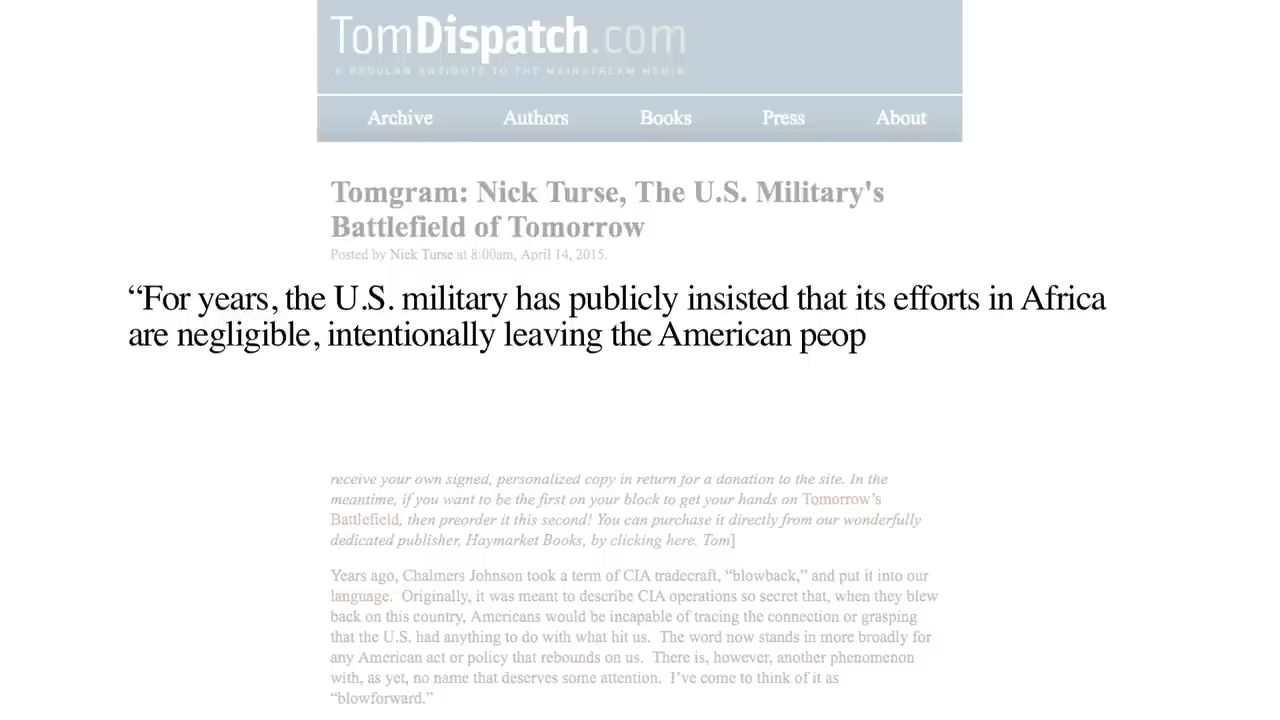 TomDispatch.com
A REGULAR ANTIDOTE TO THE MAINSTREAM MEDIA
Archive Authors Books Press About
Tomgram: Nick Turse, The U.S. Military's
Battlefield of Tomorrow
Posted by Nick Turse at 8:00am, April 14, 2015.
“For years, the U.S. military has publicly insisted that its efforts in Africa
are negligible, intentionally leaving the American peop
receive your own signed, personalized copy in return for a donation to the site. In the
meantime, if you want to be the first on your block to get your hands on Tomorrow’s
Battlefield, then preorder it this second! You can purchase it directly from our wonderfully
dedicated publisher, Haymarket Books, by clicking here. Tom]
Years ago, Chalmers Johnson took a term of CIA tradecraft, “blowback,” and put it into our
language. Originally, it was meant to describe CIA operations so secret that, when they blew
back on this country, Americans would be incapable of tracing the connection or grasping
that the U.S. had anything to do with what hit us. The word now stands in more broadly for
any American act or policy that rebounds on us. There is, however, another phenomenon
with, as yet, no name that deserves some attention. I’ve come to think of it as
“blowforward.”